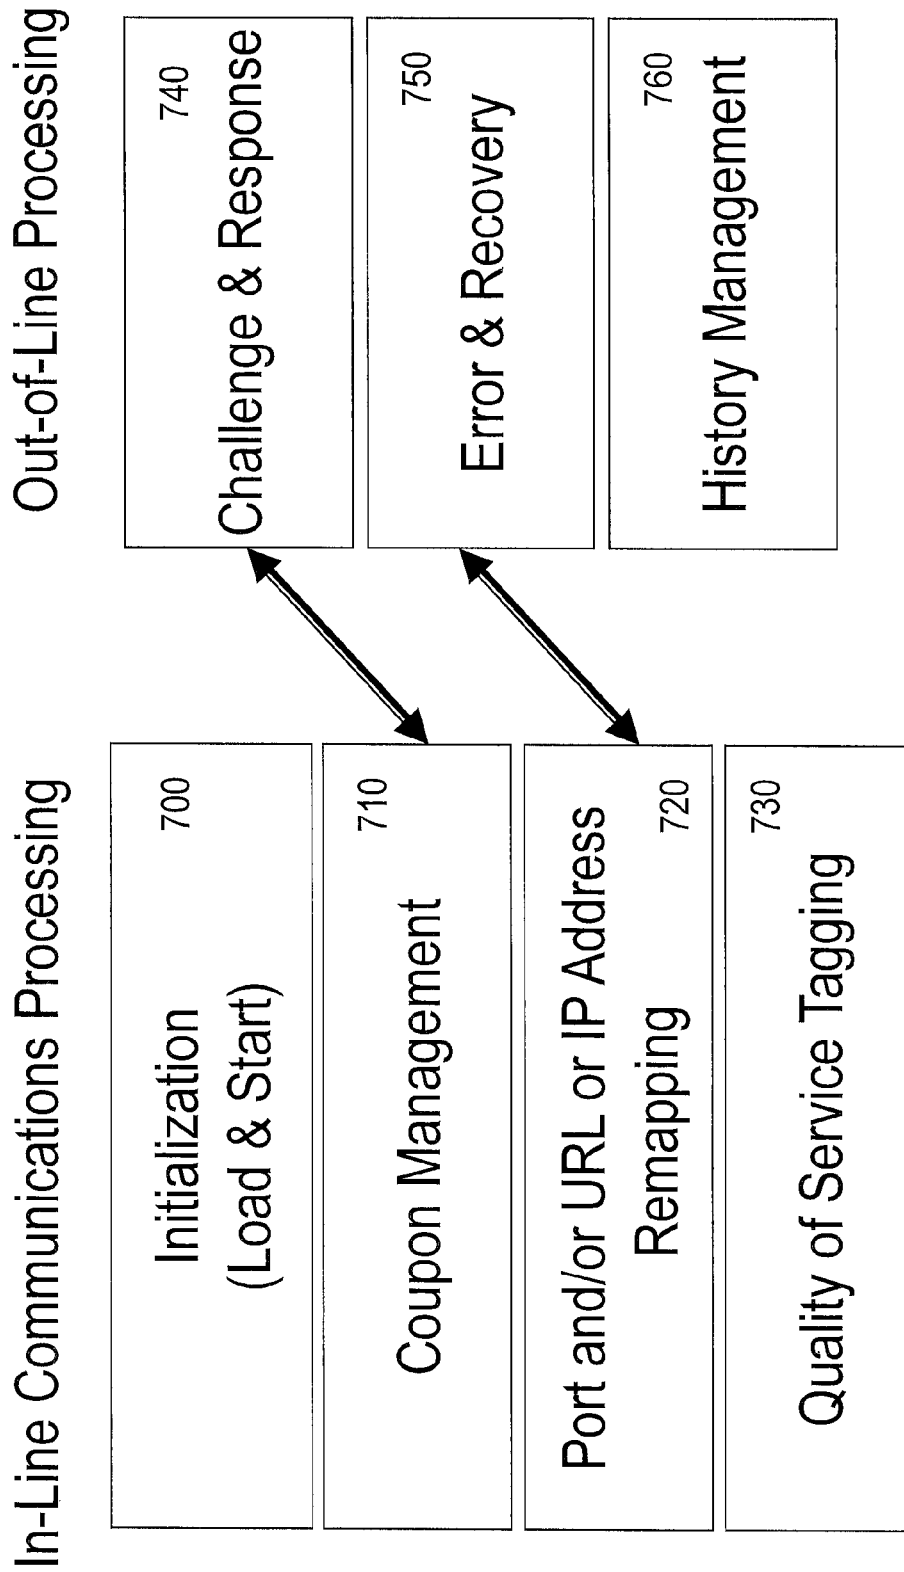 In-Line Communications Processing
700
Initialization
(Load & Start)
710
Coupon Management
Port and/or URL or IP Address
Remapping
720
730
Quality of Service Tagging
Out-of-Line Processing
740
Challenge & Response
750
Error & Recovery
760
History Management